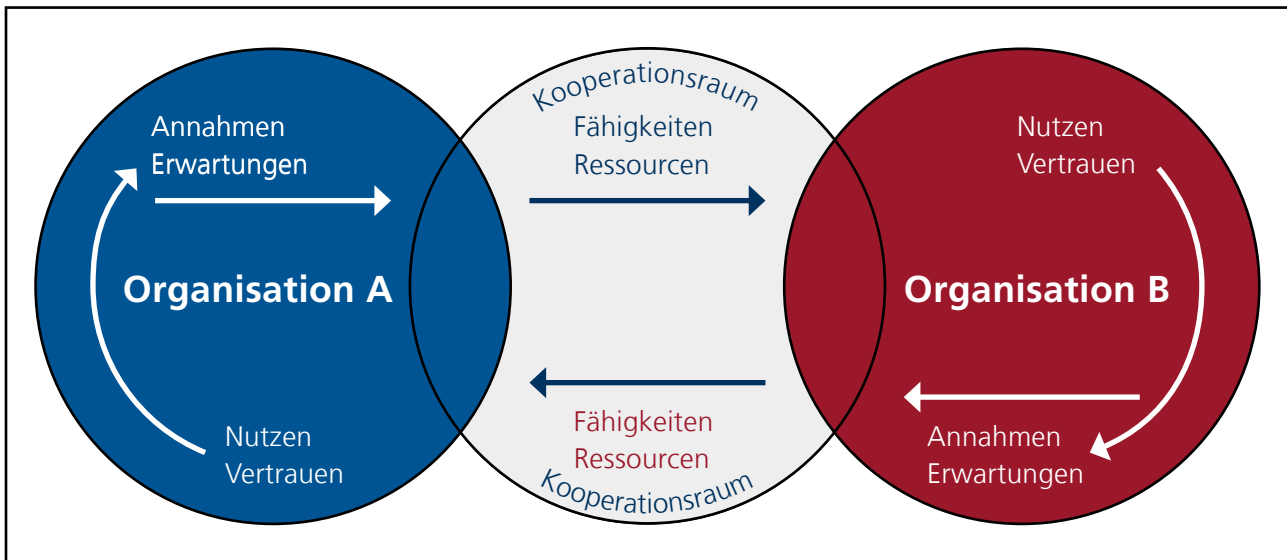 Kooperationsraum
Annahmen
Erwartungen
Fähigkeiten
Ressourcen
Nutzen
Vertrauen
Organisation A
Organisation B
Nutzen
Vertrauen
Fähigkeiten
Ressourcen
Annahmen
Erwartungen
Kooperationsraum